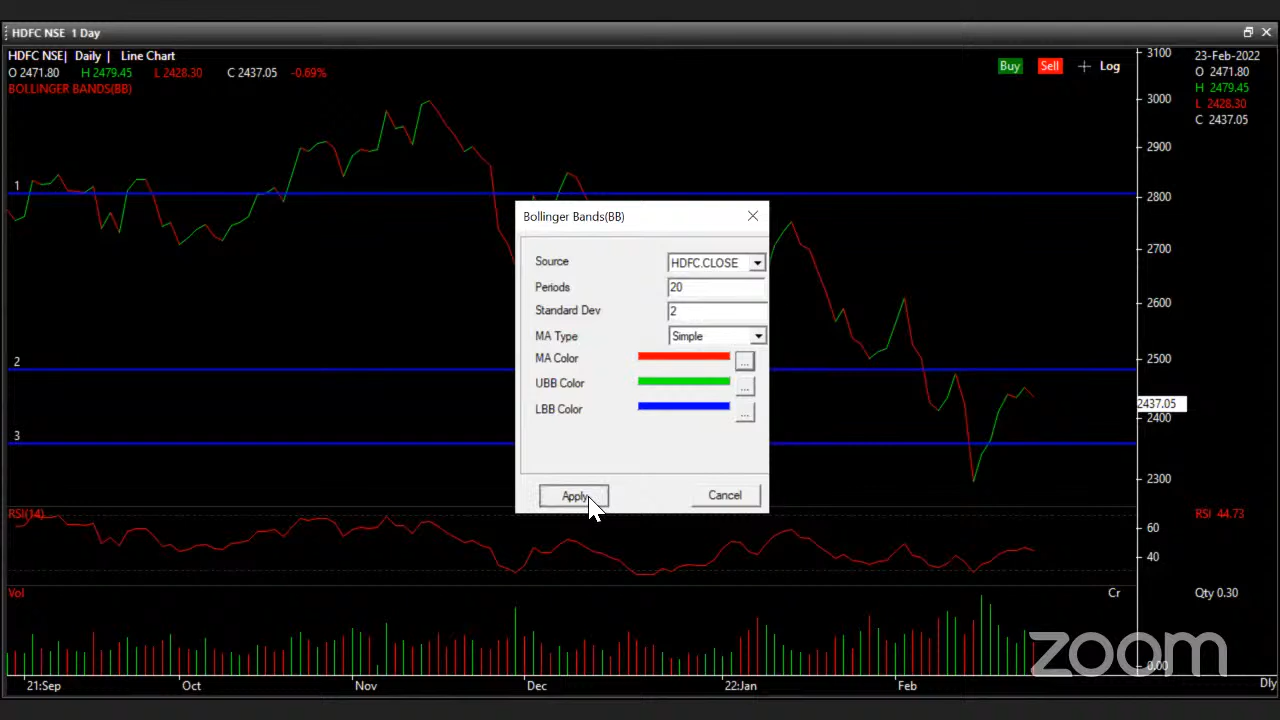 HDFC NSE 1 Day
HDFC NSE| Daily | Line Chart
O 2471.80 H 2479.45 L 2428.30 C 2437.05 -0.69%
BOLLINGER BANDS(BB)
Buy Sell Log
23-Feb-2022
O 2471.80
H 2479.45
L 2428.30
C 2437.05
3100
3000
2900
2800
2700
2600
2500
2437.05
2400
2300
1
2
3
Bollinger Bands(BB)
Source HDFC.CLOSE
Periods 20
Standard Dev 2
MA Type Simple
MA Color ...
UBB Color ...
LBB Color ...
Apply Cancel
RSI(14)
60
40
RSI 44.73
Vol
Cr
Qty 0.30
0.00
zoom
21:Sep Oct Nov Dec 22:Jan Feb Dly